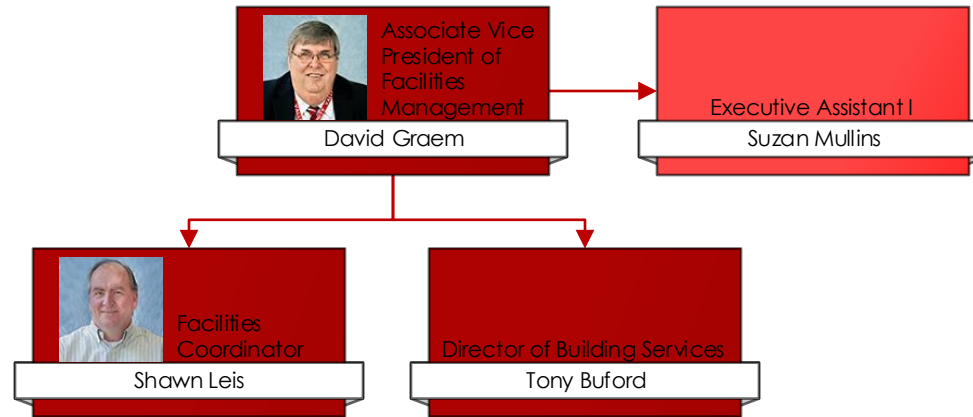 Associate Vice
President of
Facilities
Management
David Graem
Executive Assistant I
Suzan Mullins
Facilities
Coordinator
Shawn Leis
Director of Building Services
Tony Buford